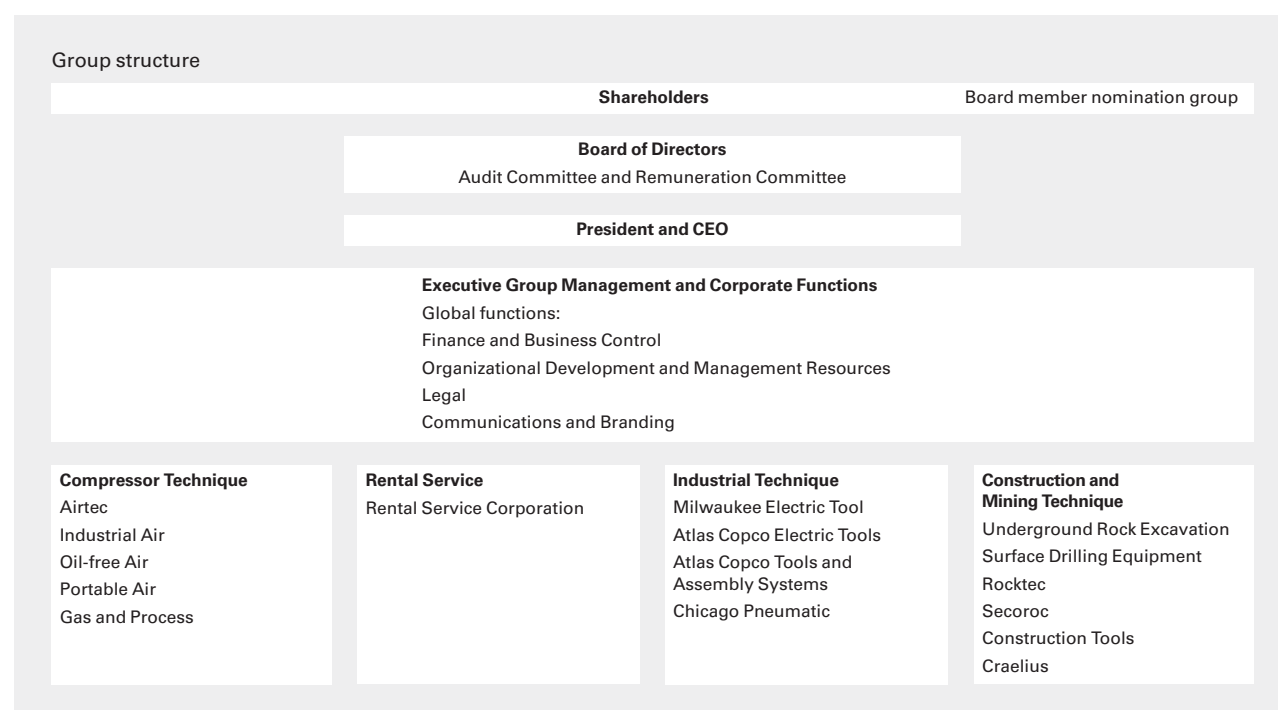 Group structure
Shareholders
Board member nomination group
Board of Directors
Audit Committee and Remuneration Committee
President and CEO
Executive Group Management and Corporate Functions
Global functions:
Finance and Business Control
Organizational Development and Management Resources
Legal
Communications and Branding
Compressor Technique
Airtec
Industrial Air
Oil-free Air
Portable Air
Gas and Process
Rental Service
Rental Service Corporation
Industrial Technique
Milwaukee Electric Tool
Atlas Copco Electric Tools
Atlas Copco Tools and
Assembly Systems
Chicago Pneumatic
Construction and
Mining Technique
Underground Rock Excavation
Surface Drilling Equipment
Rocktec
Secoroc
Construction Tools
Craelius